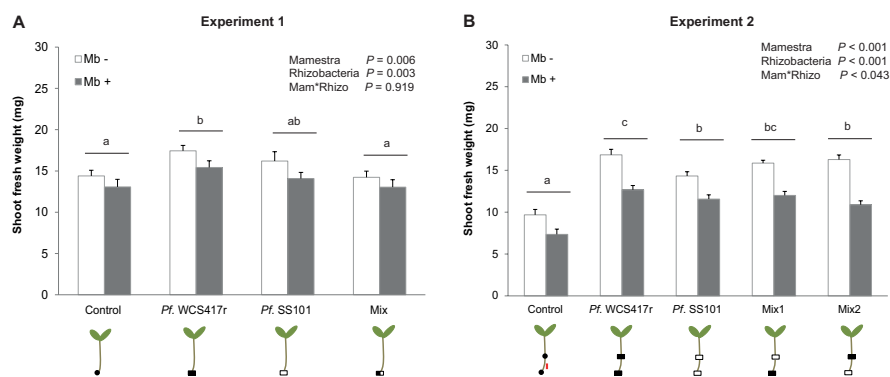 A
Experiment 1
Shoot fresh weight (mg)
30
25
20
15
10
5
0
Mb -
Mb +
Mamestra P = 0.006
Rhizobacteria P = 0.003
Mam*Rhizo P = 0.919
a
b
ab
a
Control
Pf. WCS417r
Pf. SS101
Mix
B
Experiment 2
Shoot fresh weight (mg)
30
25
20
15
10
5
0
Mb -
Mb +
Mamestra P < 0.001
Rhizobacteria P < 0.001
Mam*Rhizo P < 0.043
a
c
b
bc
b
Control
Pf. WCS417r
Pf. SS101
Mix1
Mix2